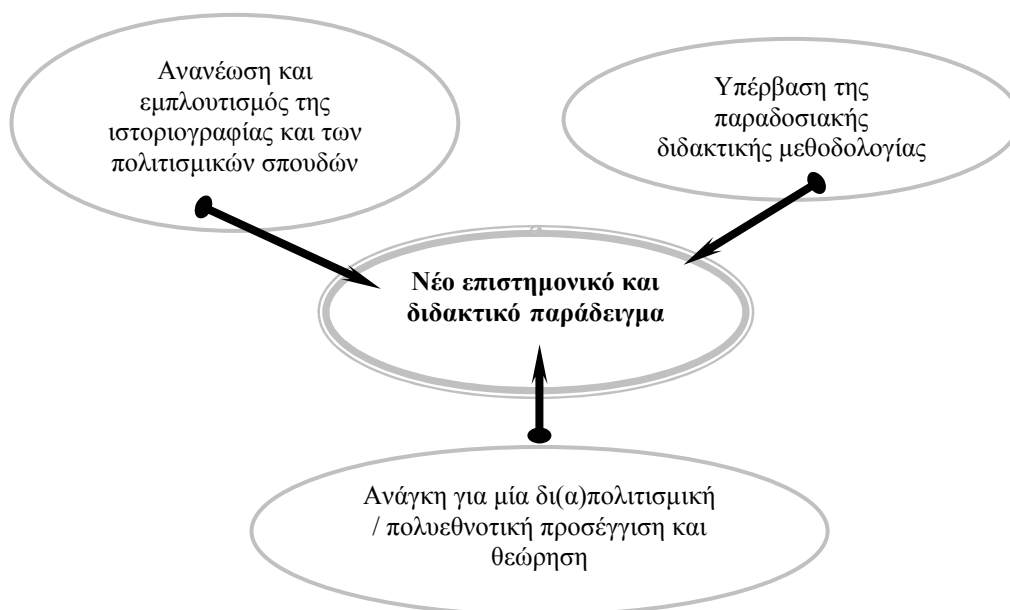 Ανανέωση και
εμπλουτισμός της
ιστοριογραφίας και των
πολιτισμικών σπουδών
Υπέρβαση της
παραδοσιακής
διδακτικής μεθοδολογίας
Νέο επιστημονικό και
διδακτικό παράδειγμα
Ανάγκη για μία δι(α)πολιτισμική
/ πολυεθνοτική προσέγγιση και
θεώρηση